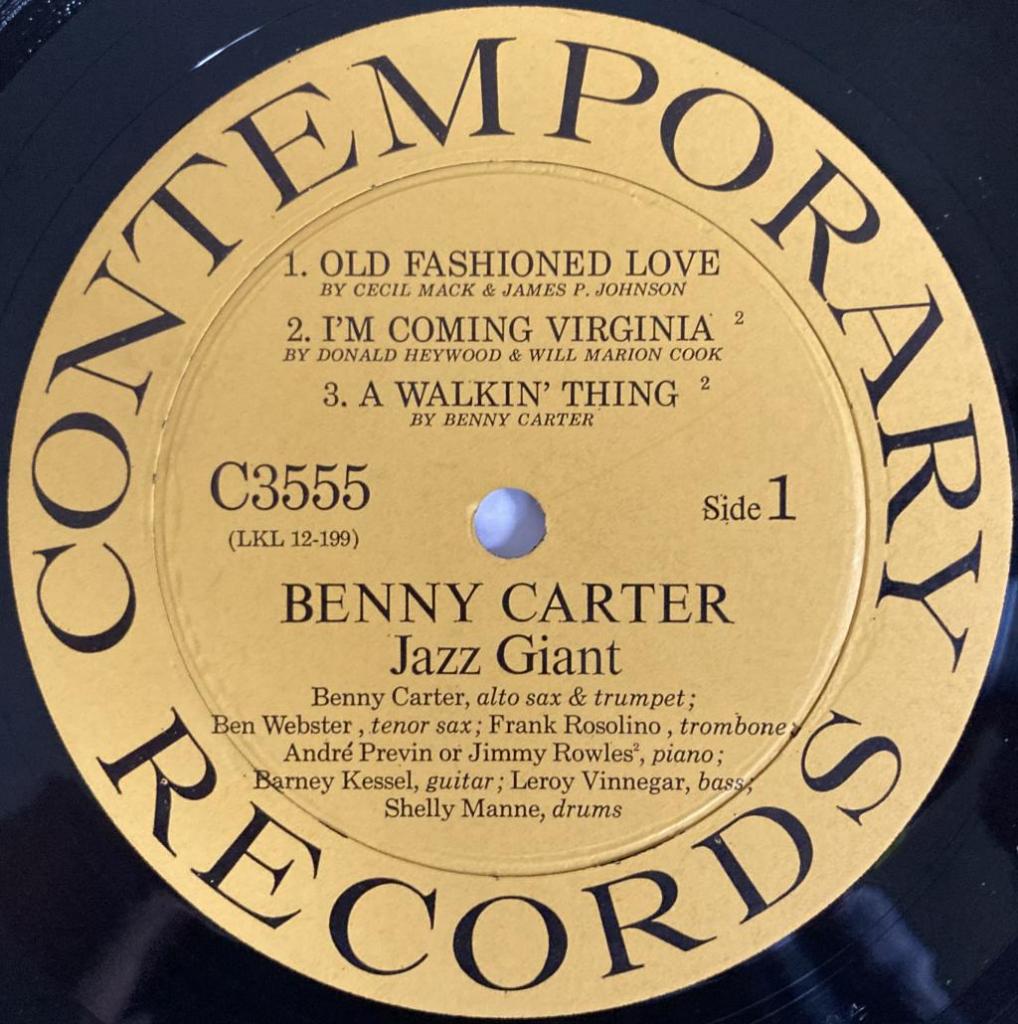 CONTEMPORARY
1. OLD FASHIONED LOVE
BY CECIL MACK & JAMES P. JOHNSON
2. I'M COMING VIRGINIA ²
BY DONALD HEYWOOD & WILL MARION COOK
3. A WALKIN' THING ²
BY BENNY CARTER
C3555
Side 1
(LKL 12-199)
BENNY CARTER
Jazz Giant
Benny Carter, alto sax & trumpet;
Ben Webster, tenor sax; Frank Rosolino, trombone;
André Previn or Jimmy Rowles², piano;
Barney Kessel, guitar; Leroy Vinnegar, bass;
Shelly Manne, drums
RECORDS